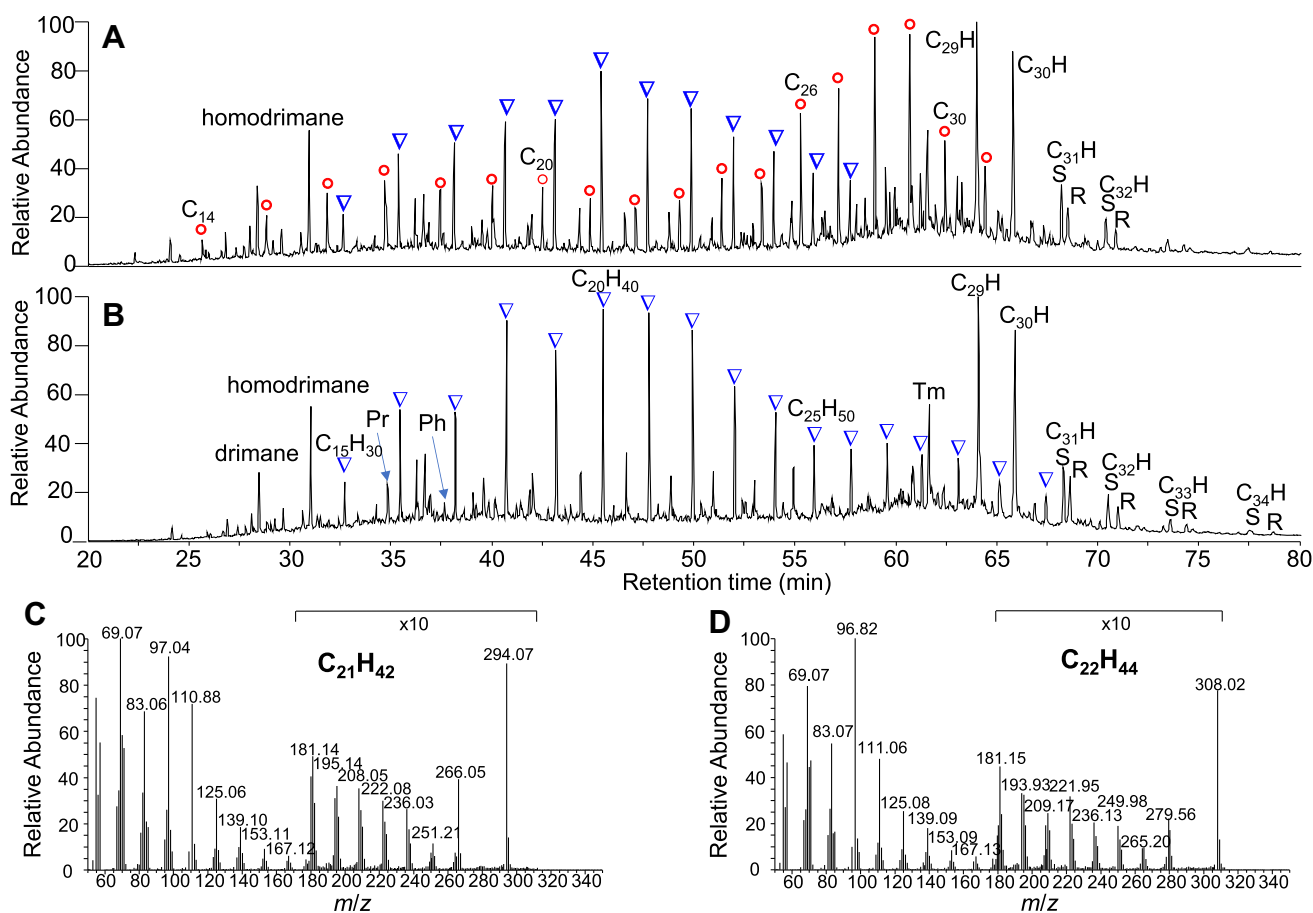 A
Relative Abundance
100
80
60
40
20
0
C14
homodrimane
C20
C26
C29H
C30
C30H
C31H
S
R
C32H
S
R
B
Relative Abundance
100
80
60
40
20
0
drimane
homodrimane
C15H30
Pr
Ph
C20H40
C25H50
Tm
C29H
C30H
C31H
S
R
C32H
S
R
C33H
S
R
C34H
S
R
20 25 30 35 40 45 50 55 60 65 70 75 80
Retention time (min)
C
x10
C21H42
Relative Abundance
100
80
60
40
20
0
69.07
97.04
83.06
110.88
125.06
139.10
153.11
167.12
181.14
195.14
208.05
222.08
236.03
251.21
266.05
294.07
60 80 100 120 140 160 180 200 220 240 260 280 300 320 340
m/z
D
x10
C22H44
Relative Abundance
100
80
60
40
20
0
96.82
69.07
83.07
111.06
125.08
139.09
153.09
167.13
181.15
193.93
209.17
221.95
236.13
249.98
265.20
279.56
308.02
60 80 100 120 140 160 180 200 220 240 260 280 300 320 340
m/z